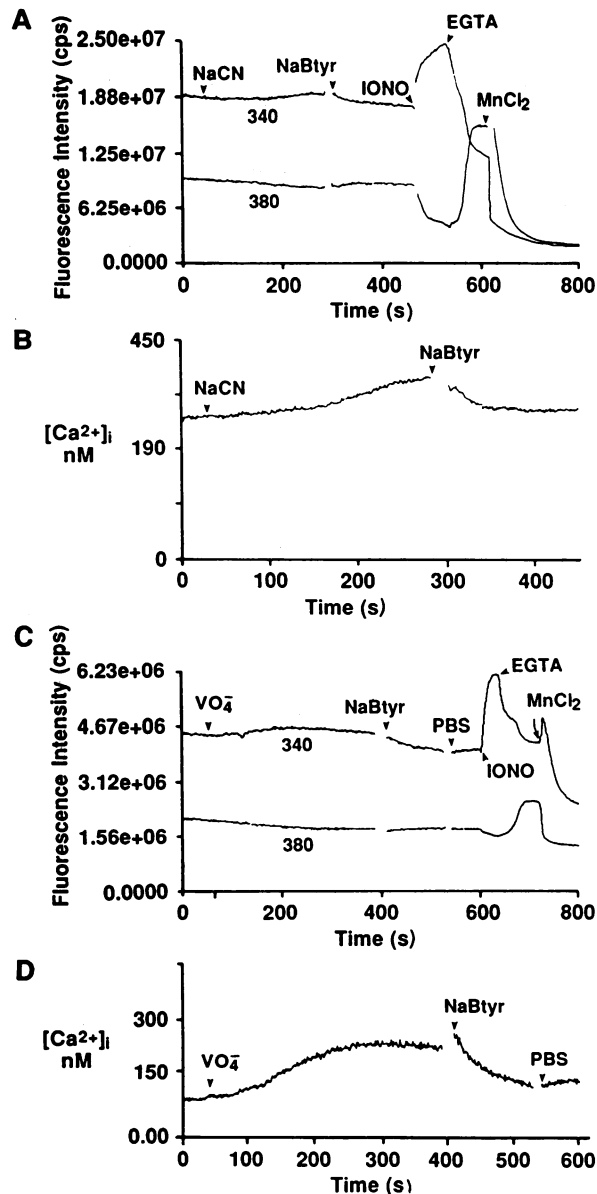 A
Fluorescence Intensity (cps)
2.50e+07
1.88e+07
1.25e+07
6.25e+06
0.0000
NaCN
NaBtyr
IONO
EGTA
MnCl2
340
380
0 200 400 600 800
Time (s)
B
[Ca2+]i
nM
450
190
0
NaCN
NaBtyr
0 100 200 300 400
Time (s)
C
Fluorescence Intensity (cps)
6.23e+06
4.67e+06
3.12e+06
1.56e+06
0.0000
VO4-
NaBtyr
PBS
IONO
EGTA
MnCl2
340
380
0 200 400 600 800
Time (s)
D
[Ca2+]i
nM
300
150
0.00
VO4-
NaBtyr
PBS
0 100 200 300 400 500 600
Time (s)